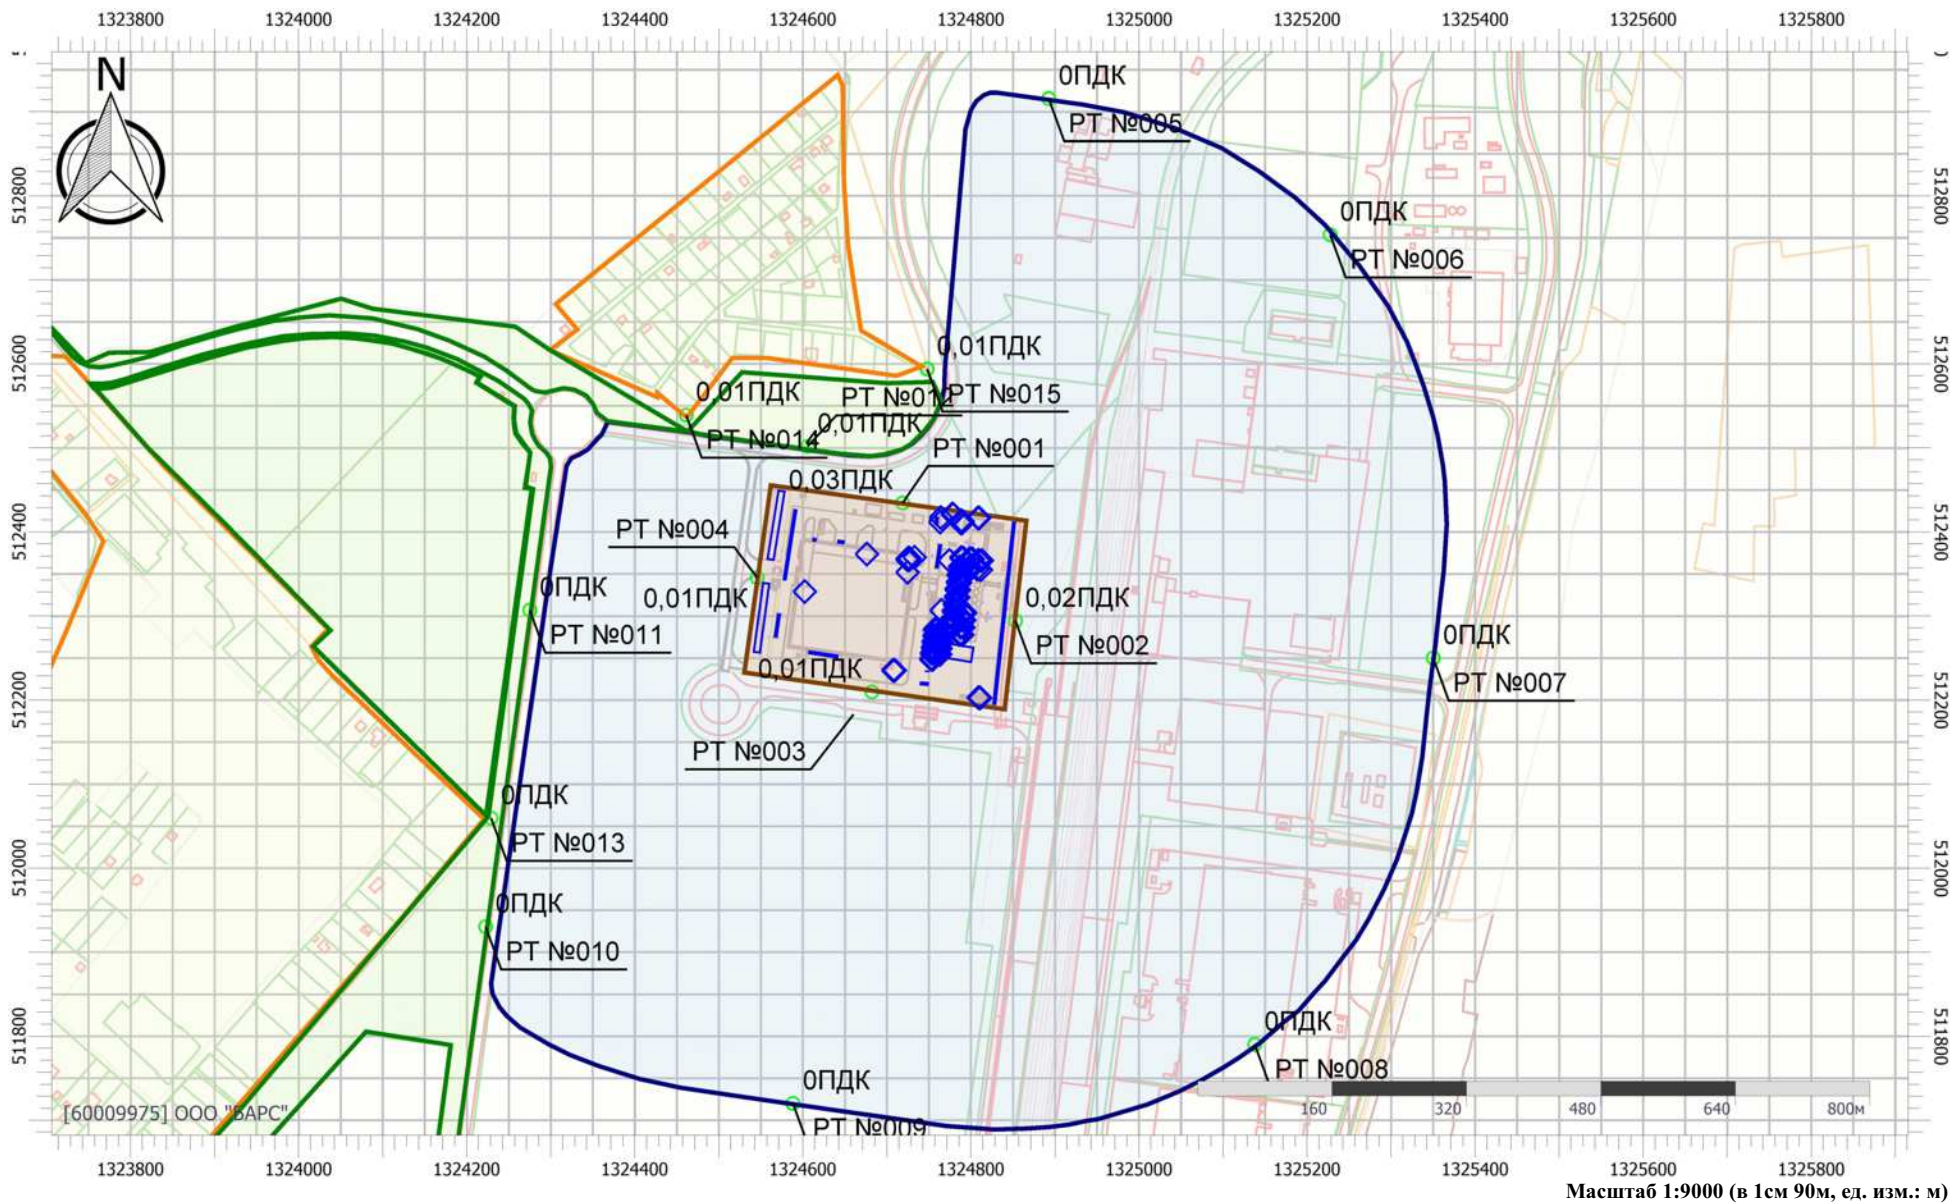 1323800 1324000 1324200 1324400 1324600 1324800 1325000 1325200 1325400 1325600 1325800
N
0ПДК
РТ №005
512800
512800
0ПДК
РТ №006
512600
512600
0,01ПДК
РТ №015
0,01ПДК
РТ №014
РТ №012
0,01ПДК
РТ №001
0,03ПДК
512400
512400
РТ №004
0,01ПДК
0ПДК
РТ №011
0,02ПДК
РТ №002
0ПДК
РТ №007
0,01ПДК
РТ №003
512200
512200
0ПДК
РТ №013
512000
512000
0ПДК
РТ №010
511800
511800
0ПДК
РТ №008
0ПДК
РТ №009
[60009975] ООО "БАРС"
160 320 480 640 800м
1323800 1324000 1324200 1324400 1324600 1324800 1325000 1325200 1325400 1325600 1325800
Масштаб 1:9000 (в 1см 90м, ед. изм.: м)